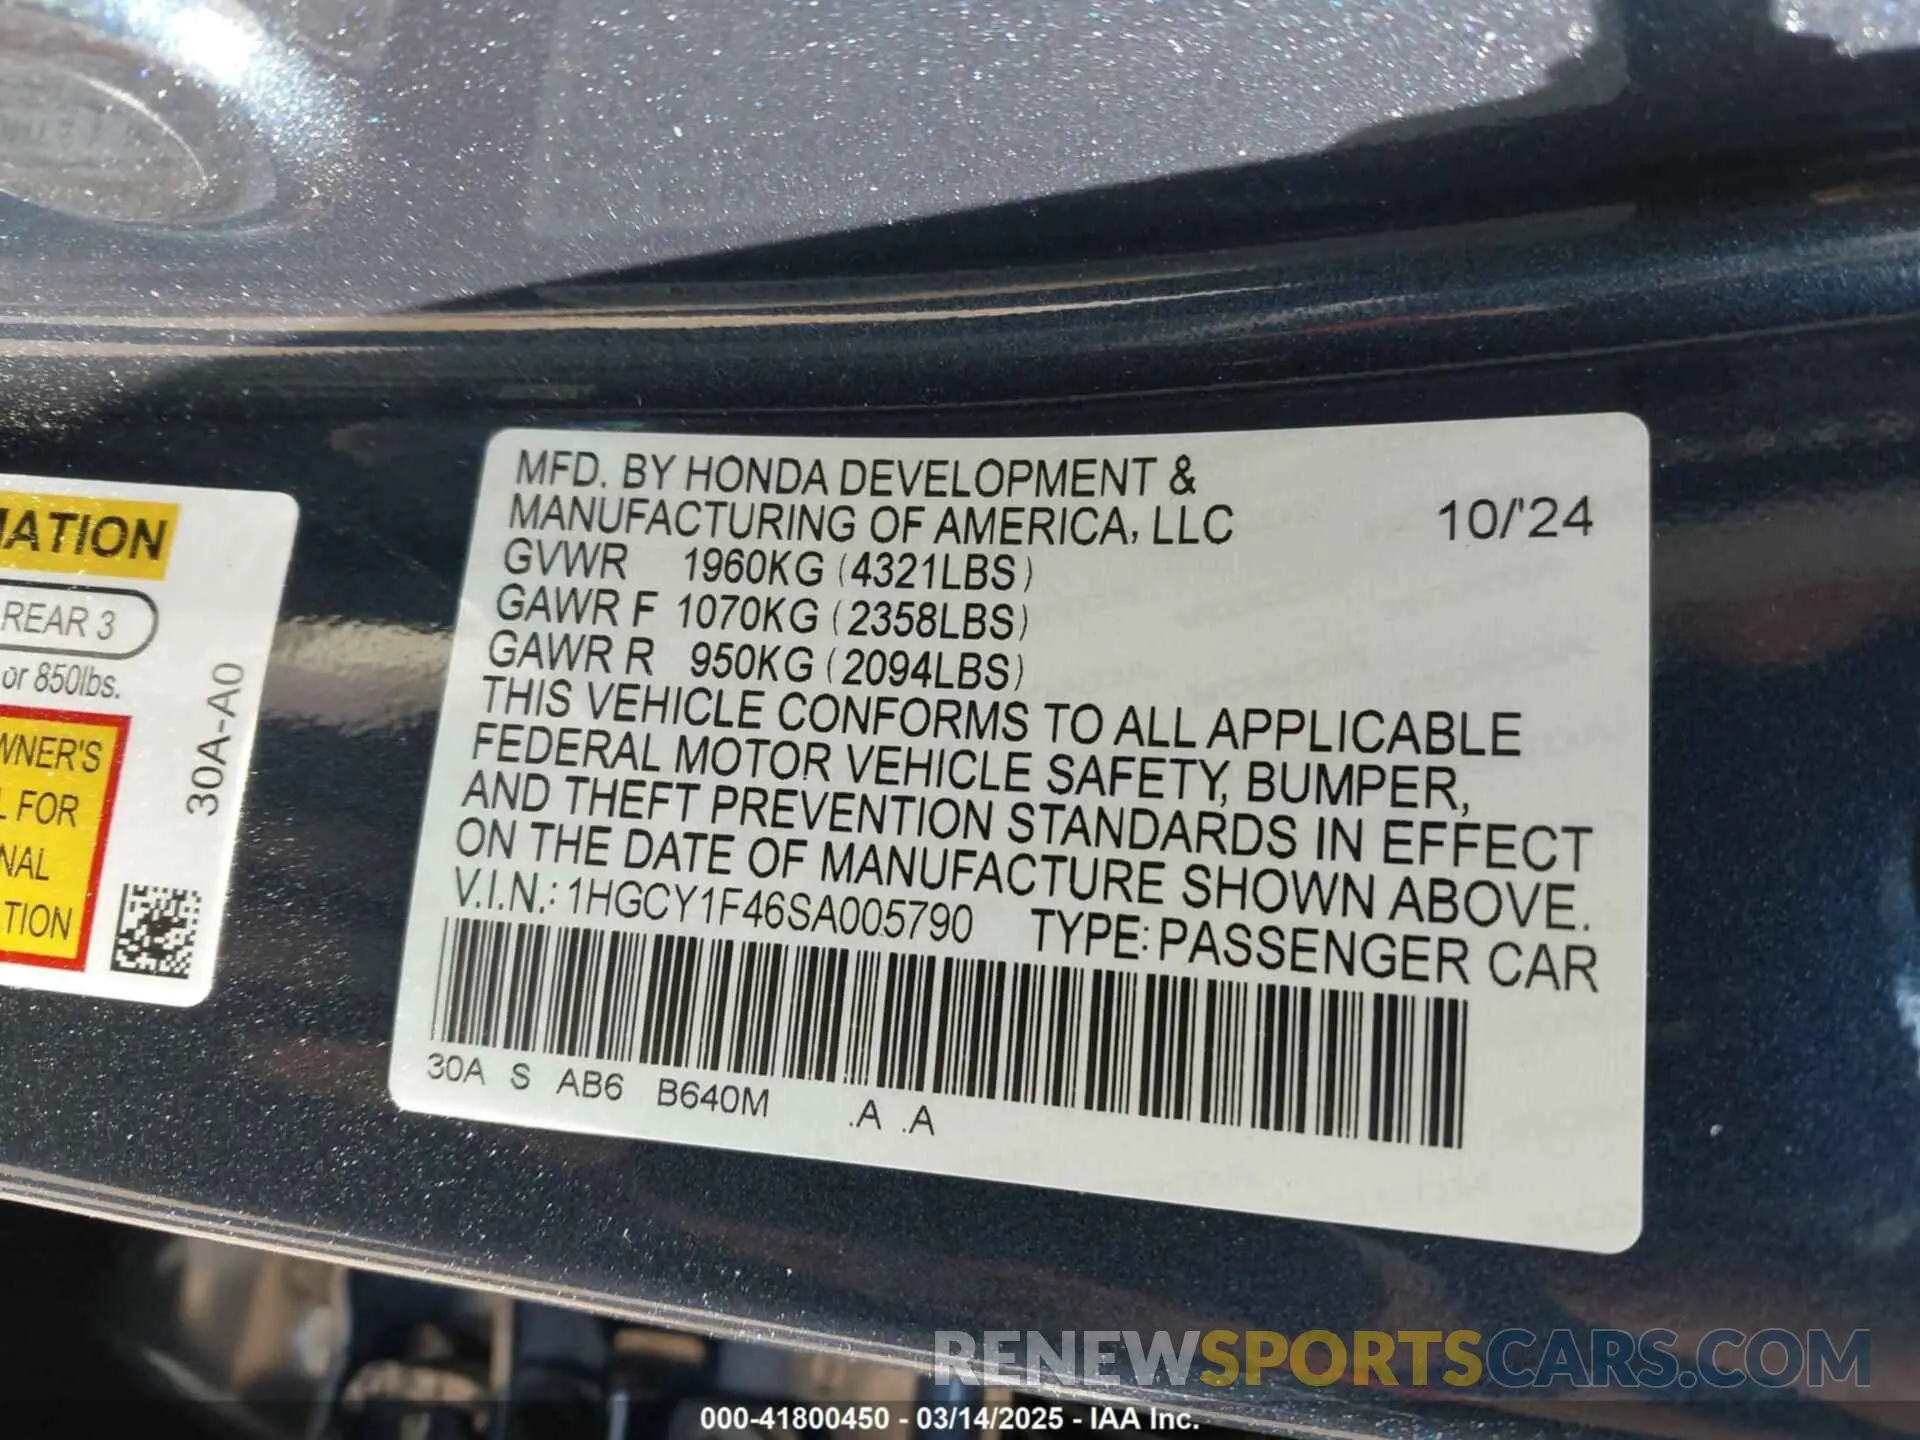 MFD. BY HONDA DEVELOPMENT &
MANUFACTURING OF AMERICA, LLC 10/'24
GVWR 1960KG (4321LBS)
GAWR F 1070KG (2358LBS)
GAWR R 950KG (2094LBS)
THIS VEHICLE CONFORMS TO ALL APPLICABLE
FEDERAL MOTOR VEHICLE SAFETY, BUMPER,
AND THEFT PREVENTION STANDARDS IN EFFECT
ON THE DATE OF MANUFACTURE SHOWN ABOVE.
V.I.N.: 1HGCY1F46SA005790 TYPE: PASSENGER CAR
30A S AB6 B640M .A .A
MATION
REAR 3
or 850lbs.
WNER'S
L FOR
NAL
TION
30A-A0
RENEWSPORTSCARS.COM
000-41800450 - 03/14/2025 - IAA Inc.